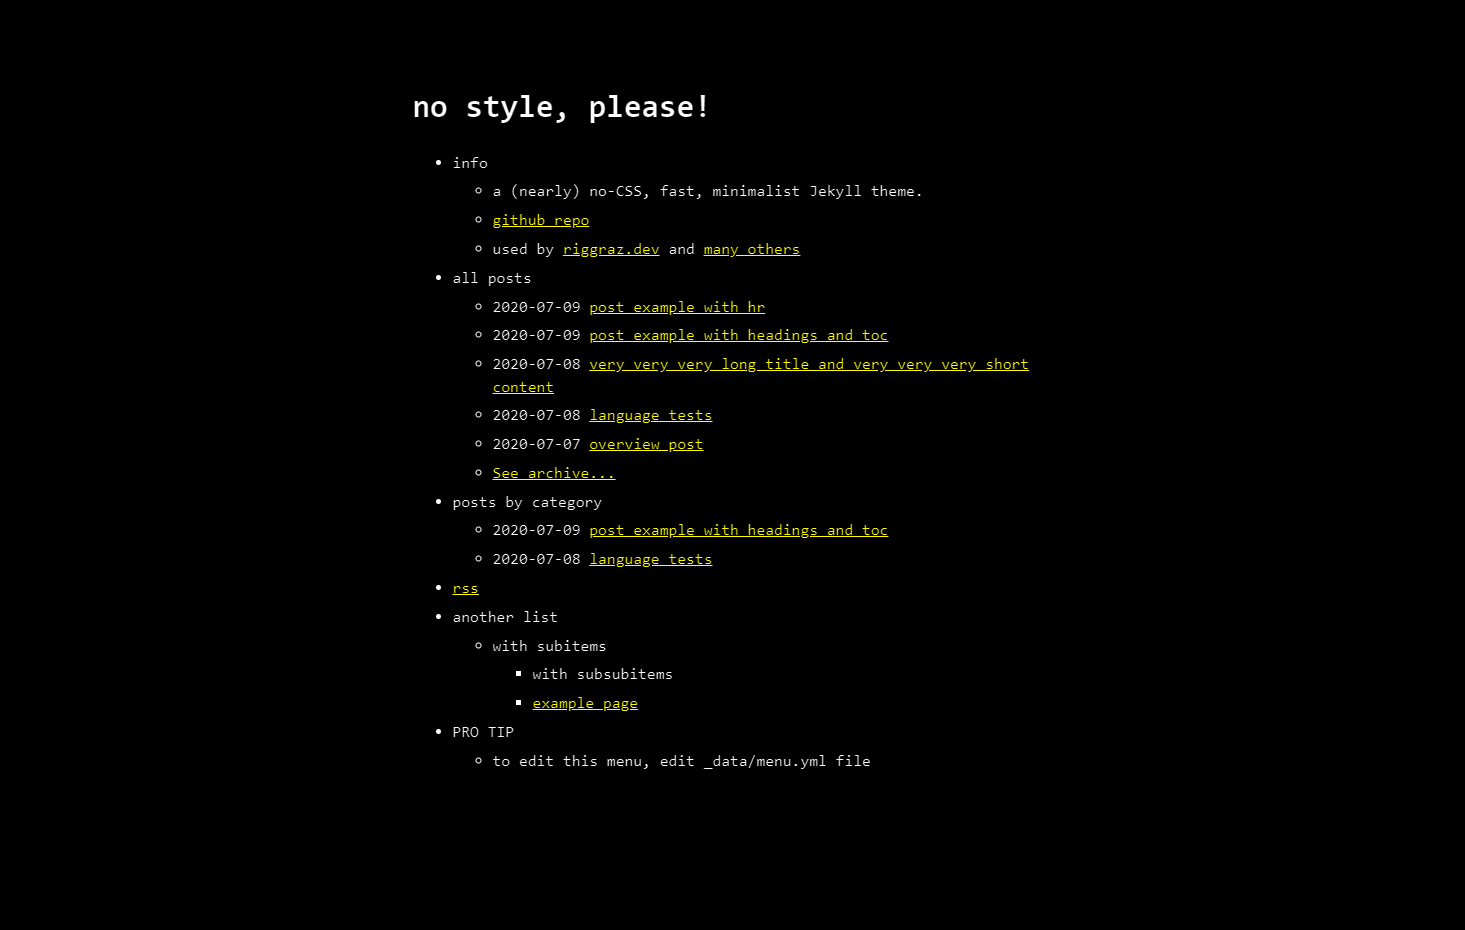 no style, please!
info
a (nearly) no-CSS, fast, minimalist Jekyll theme.
github repo
used by riggraz.dev and many others
all posts
2020-07-09 post example with hr
2020-07-09 post example with headings and toc
2020-07-08 very very very long title and very very very short
content
2020-07-08 language tests
2020-07-07 overview post
See archive...
posts by category
2020-07-09 post example with headings and toc
2020-07-08 language tests
rss
another list
with subitems
with subsubitems
example page
PRO TIP
to edit this menu, edit _data/menu.yml file